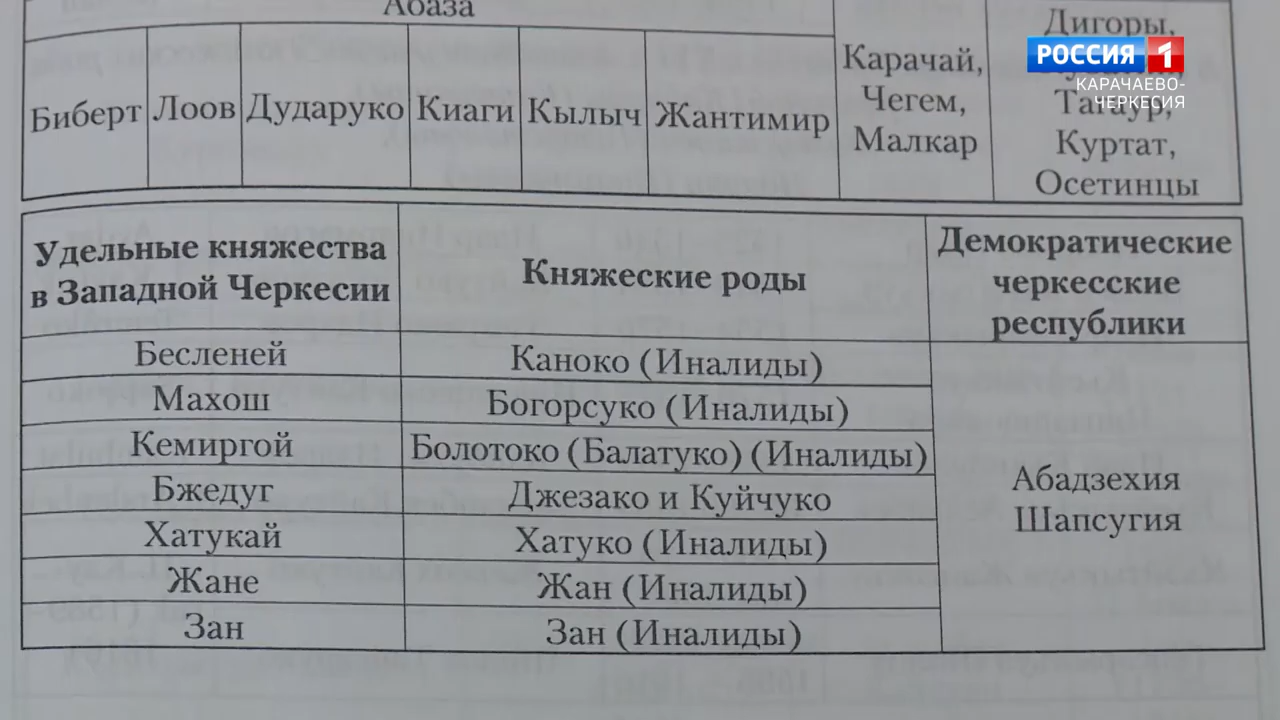 Абаза
Биберт Лоов Дударуко Киаги Кылыч Жантимир
Карачай,
Чегем,
Малкар
Дигоры,
Тагаур,
Куртат,
Осетинцы
РОССИЯ 1
КАРАЧАЕВО-
ЧЕРКЕСИЯ
Удельные княжества
в Западной Черкесии
Княжеские роды
Демократические
черкесские
республики
Бесленей Каноко (Иналиды)
Махош Богорсуко (Иналиды)
Кемиргой Болотоко (Балатуко) (Иналиды)
Бжедуг Джезако и Куйчуко
Хатукай Хатуко (Иналиды)
Жане Жан (Иналиды)
Зан Зан (Иналиды)
Абадзехия
Шапсугия